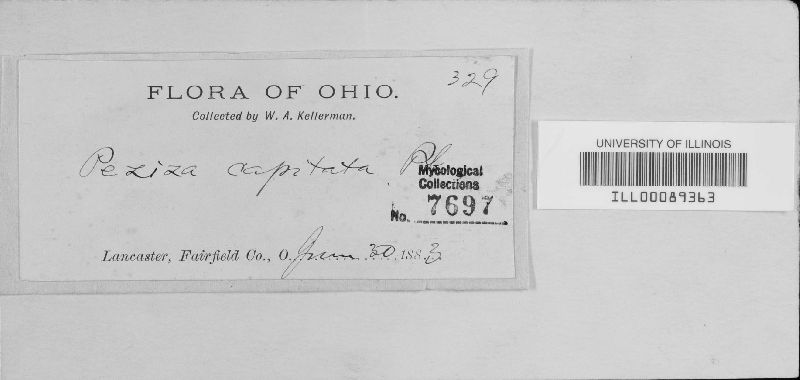 329
FLORA OF OHIO.
Collected by W. A. Kellerman.
Peziza capitata Pk
Mycological
Collections
No. 7697
Lancaster, Fairfield Co., O. June 30, 1883
UNIVERSITY OF ILLINOIS
ILL00089363